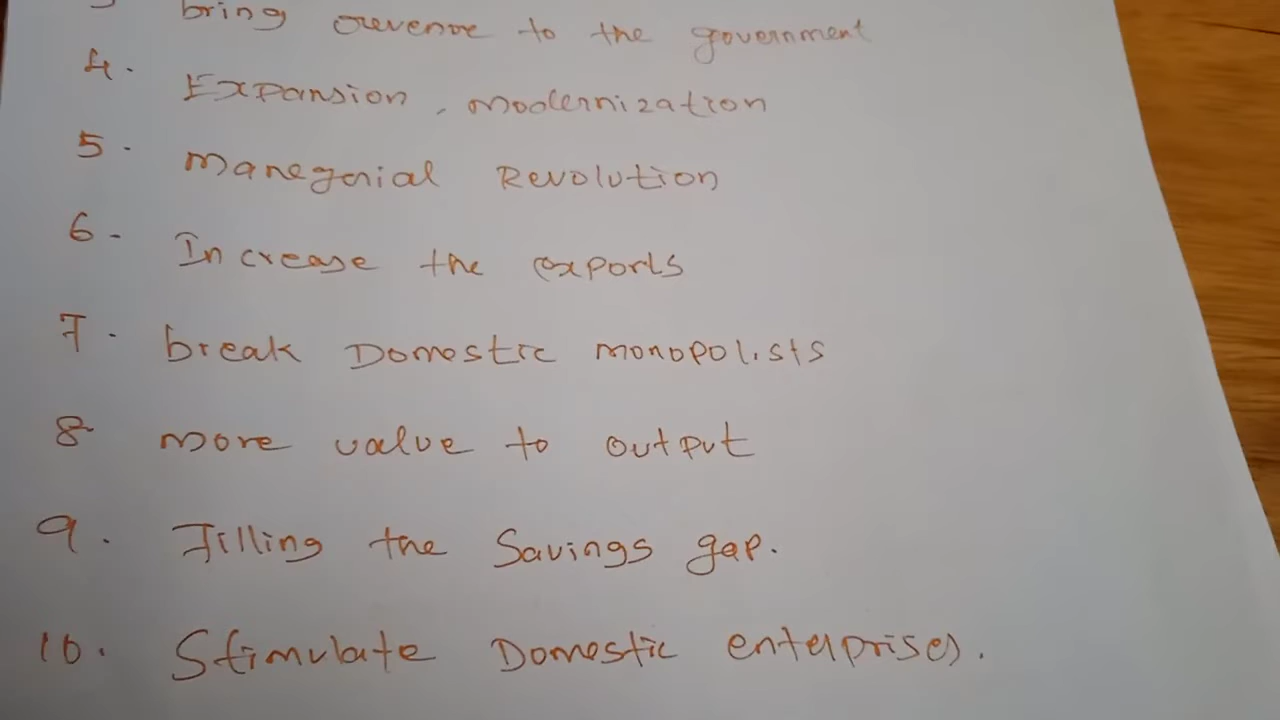 bring revenue to the government
4. Expansion, modernization
5. Manegerial Revolution
6. Increase the exports
7. break Domestic monopolists
8 more value to output
9. Filling the Savings gap.
10. Stimulate Domestic enterprises.